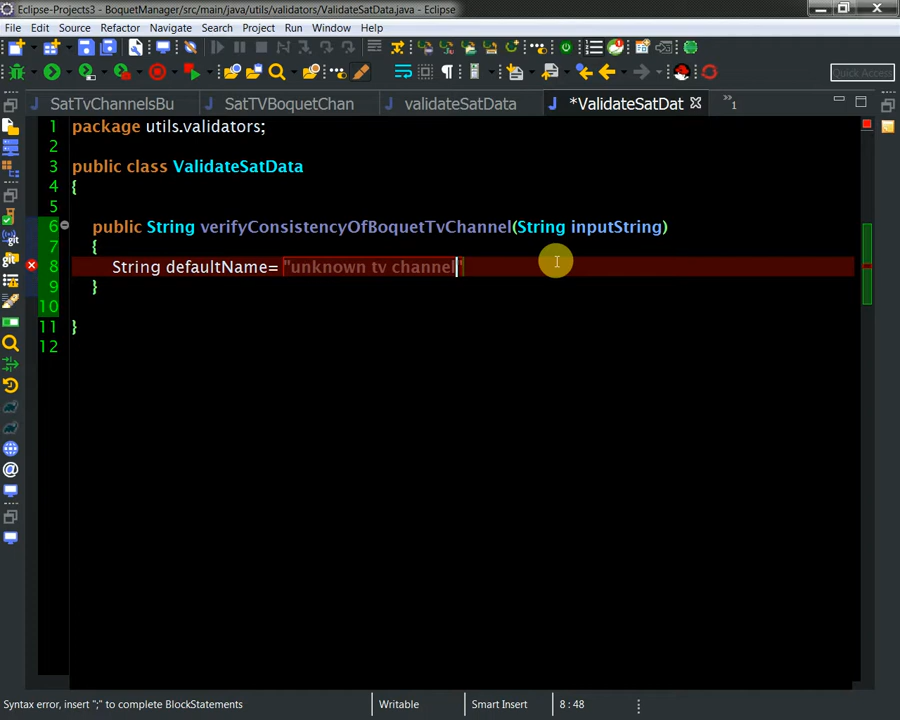 Eclipse-Projects3 - BoquetManager/src/main/java/utils/validators/ValidateSatData.java - Eclipse
File Edit Source Refactor Navigate Search Project Run Window Help
Quick Access
SatTvChannelsBu SatTVBoquetChan validateSatData *ValidateSatDat »1
1 package utils.validators;
2
3 public class ValidateSatData
4 {
5
6 public String verifyConsistencyOfBoquetTvChannel(String inputString)
7 {
8 String defaultName= "unknown tv channel"
9 }
10
11 }
12
Syntax error, insert ";" to complete BlockStatements Writable Smart Insert 8 : 48